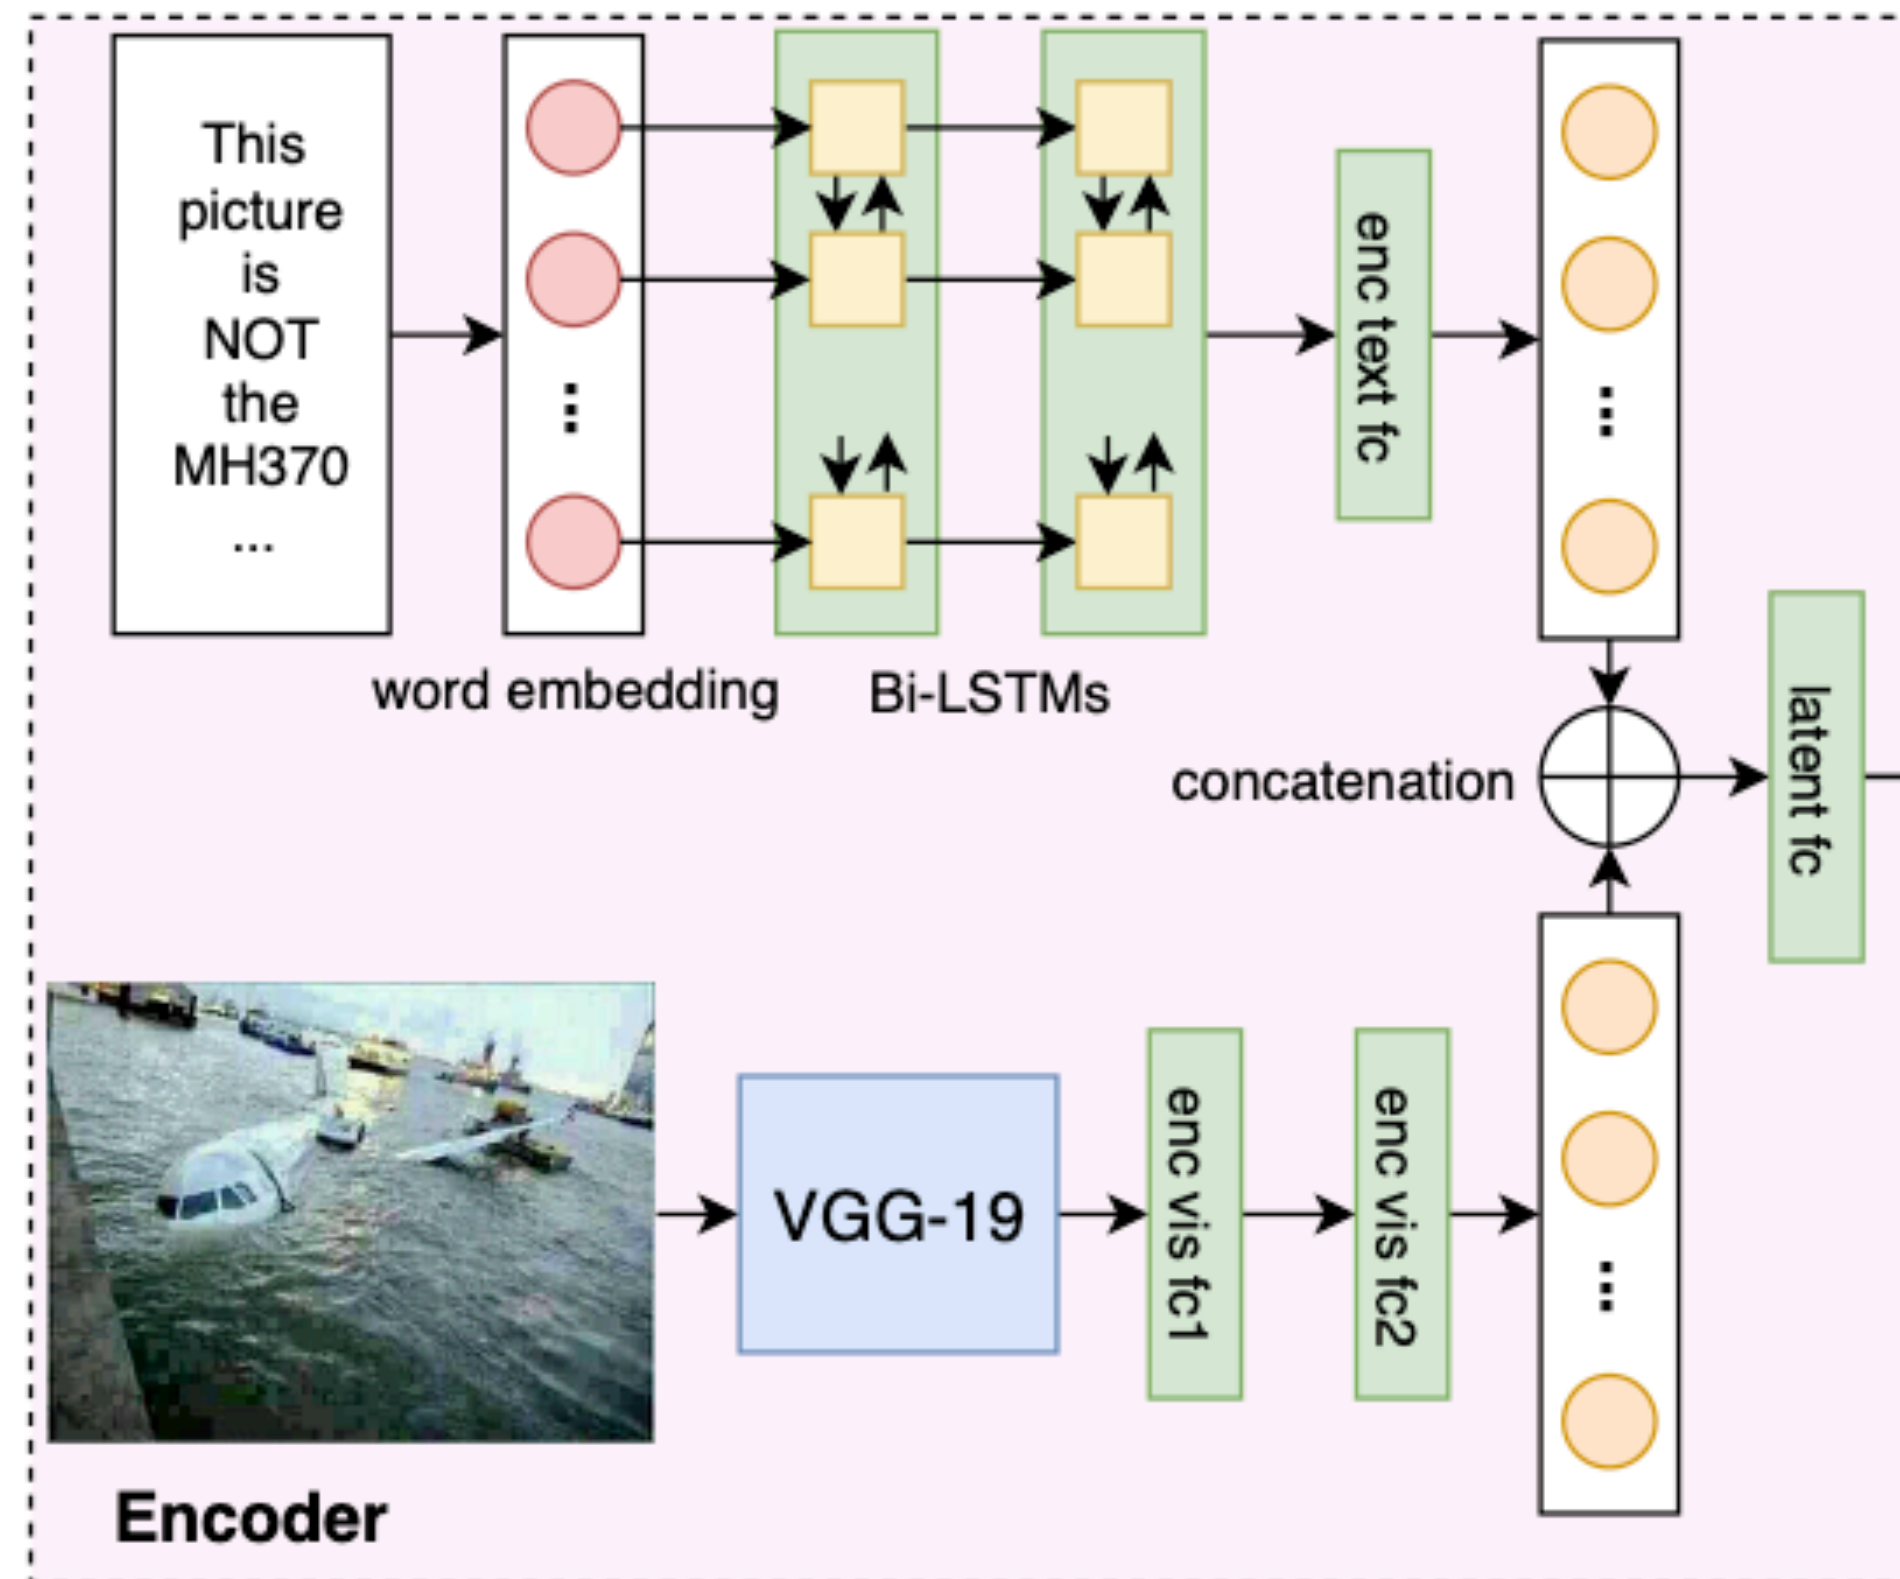 This
picture
is
NOT
the
MH370
...
word embedding
Bi-LSTMs
enc text fc
concatenation
latent fc
VGG-19
enc vis fc1
enc vis fc2
Encoder